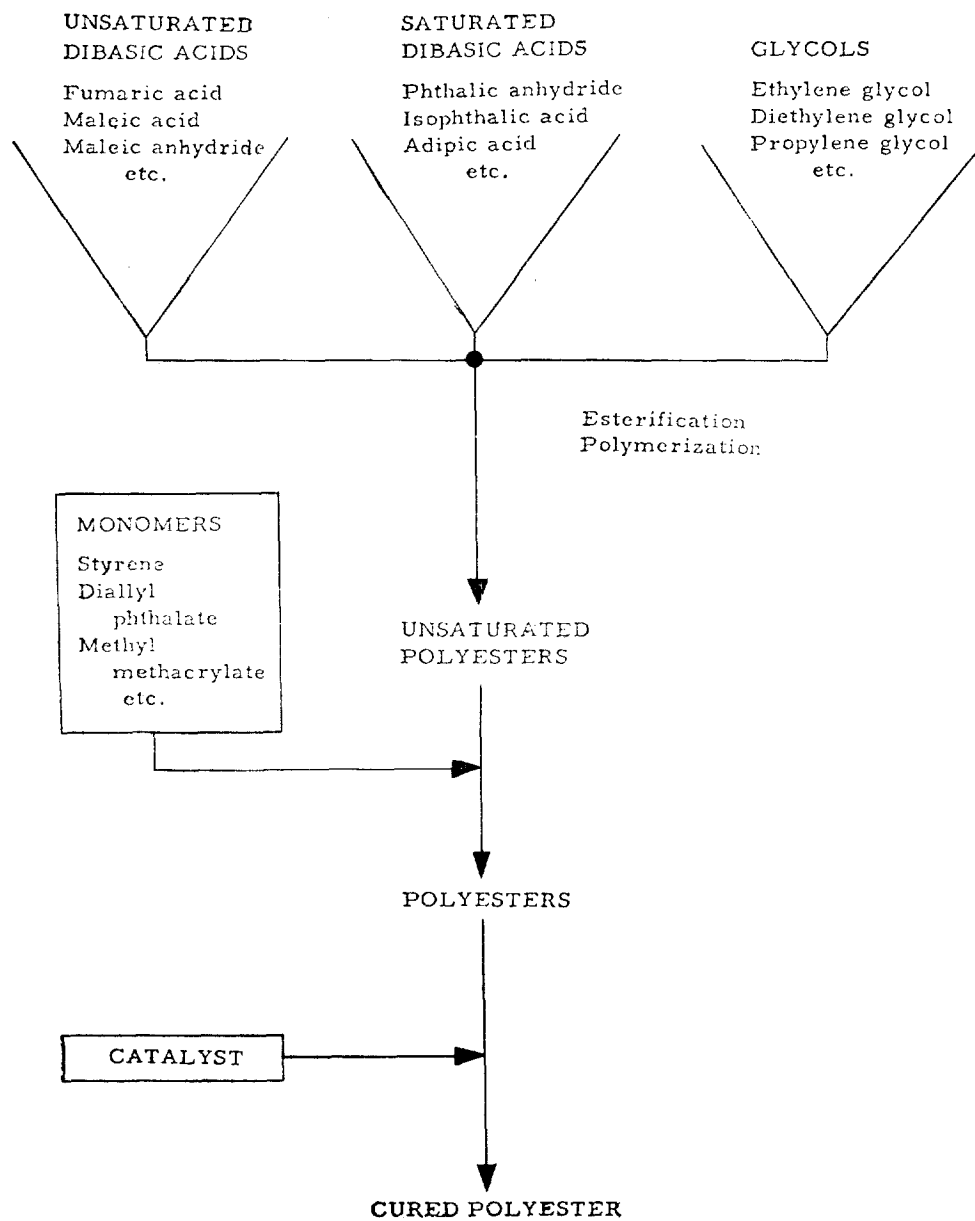 UNSATURATED
DIBASIC ACIDS
Fumaric acid
Maleic acid
Maleic anhydride
etc.
SATURATED
DIBASIC ACIDS
Phthalic anhydride
Isophthalic acid
Adipic acid
etc.
GLYCOLS
Ethylene glycol
Diethylene glycol
Propylene glycol
etc.
Esterification
Polymerization
MONOMERS
Styrene
Diallyl
phthalate
Methyl
methacrylate
etc.
UNSATURATED
POLYESTERS
POLYESTERS
CATALYST
CURED POLYESTER